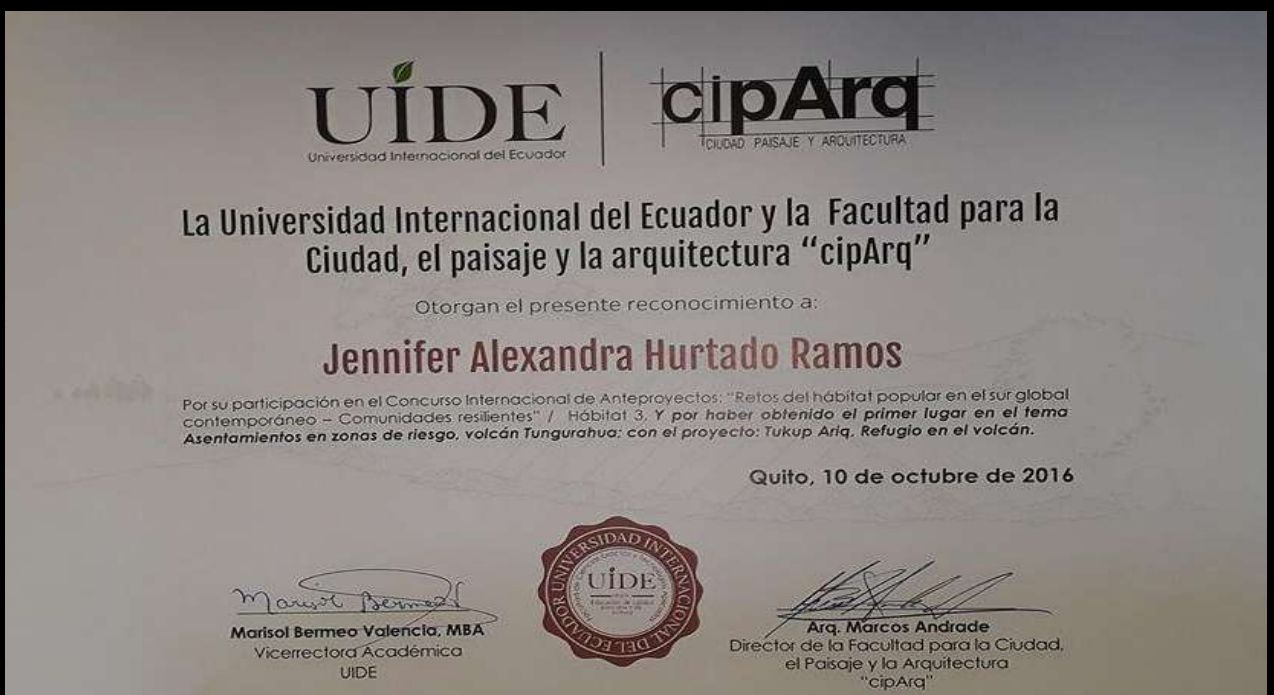 UÍDE
Universidad Internacional del Ecuador
cipArq
CIUDAD PAISAJE Y ARQUITECTURA
La Universidad Internacional del Ecuador y la Facultad para la
Ciudad, el paisaje y la arquitectura “cipArq”
Otorgan el presente reconocimiento a:
Jennifer Alexandra Hurtado Ramos
Por su participación en el Concurso Internacional de Anteproyectos: “Retos del hábitat popular en el sur global
contemporáneo – Comunidades resilientes” / Hábitat 3. Y por haber obtenido el primer lugar en el tema
Asentamientos en zonas de riesgo, volcán Tungurahua; con el proyecto: Tukup Ariq. Refugio en el volcán.
Quito, 10 de octubre de 2016
Marisol Bermeo
Marisol Bermeo Valencia, MBA
Vicerrectora Académica
UIDE
UNIVERSIDAD INTERNACIONAL DEL ECUADOR
UÍDE
Arq. Marcos Andrade
Director de la Facultad para la Ciudad,
el Paisaje y la Arquitectura
"cipArq"